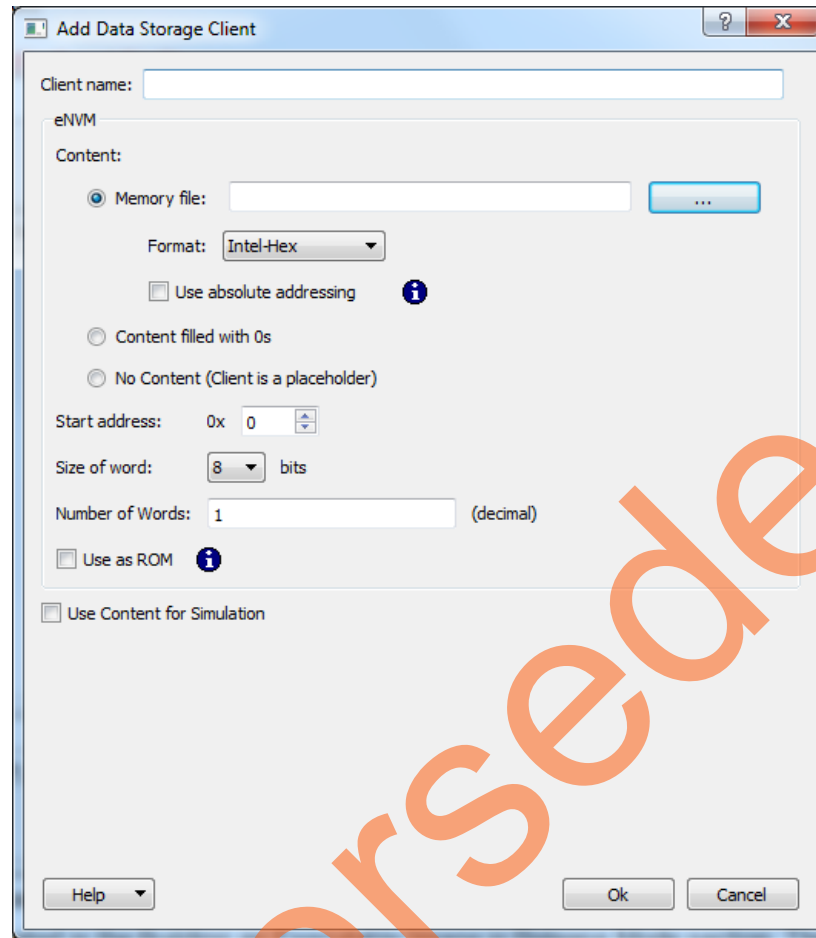 Add Data Storage Client
Client name:
eNVM
Content:
Memory file:
...
Format: Intel-Hex
Use absolute addressing
Content filled with 0s
No Content (Client is a placeholder)
Start address: 0x 0
Size of word: 8 bits
Number of Words: 1 (decimal)
Use as ROM
Use Content for Simulation
Help Ok Cancel